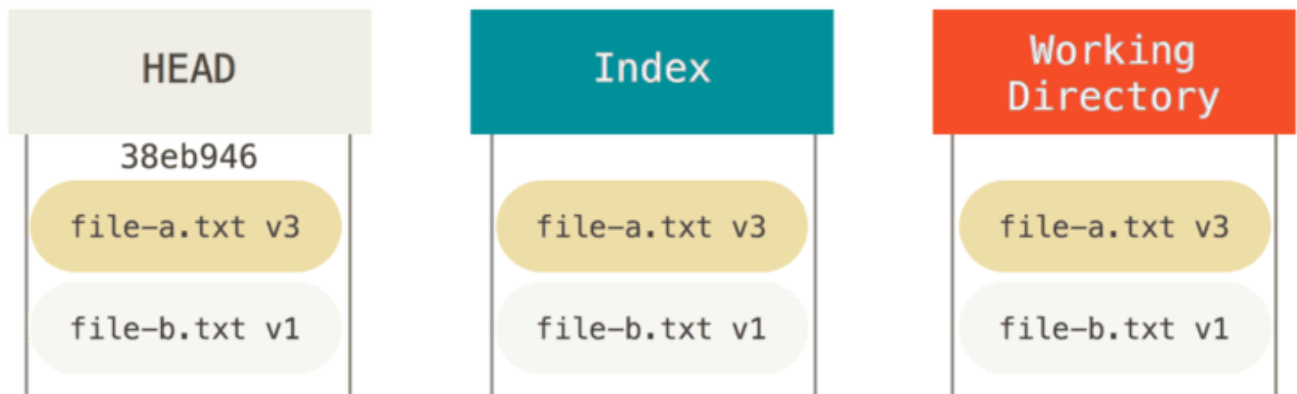 HEAD
Index
Working
Directory
38eb946
file-a.txt v3
file-a.txt v3
file-a.txt v3
file-b.txt v1
file-b.txt v1
file-b.txt v1